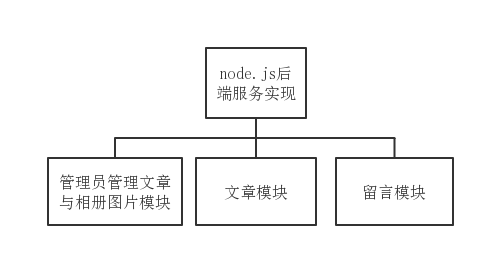 node.js后
端服务实现
管理员管理文章
与相册图片模块
文章模块
留言模块